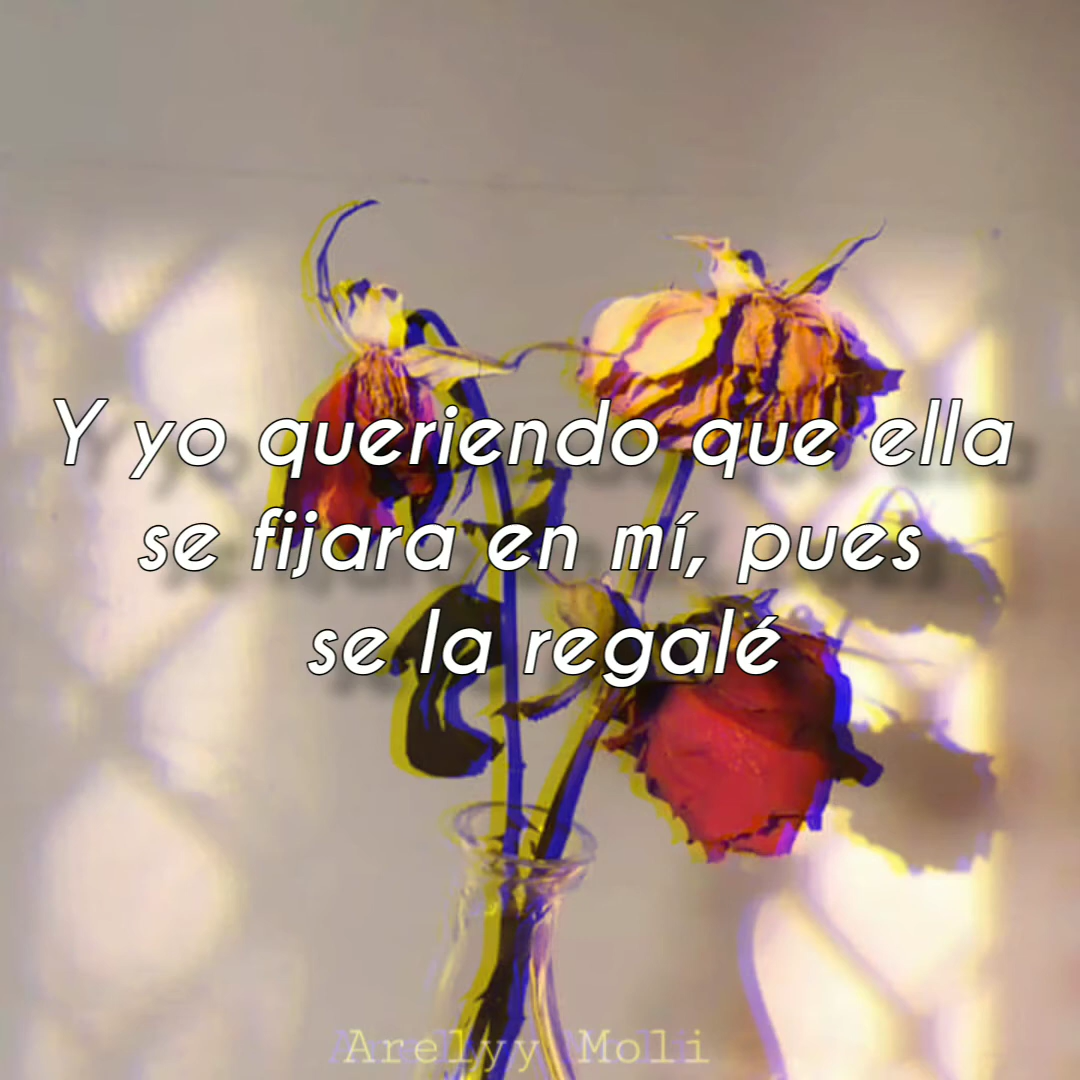 Y yo queriendo que ella
se fijara en mí, pues
se la regalé
Arelyy Moli